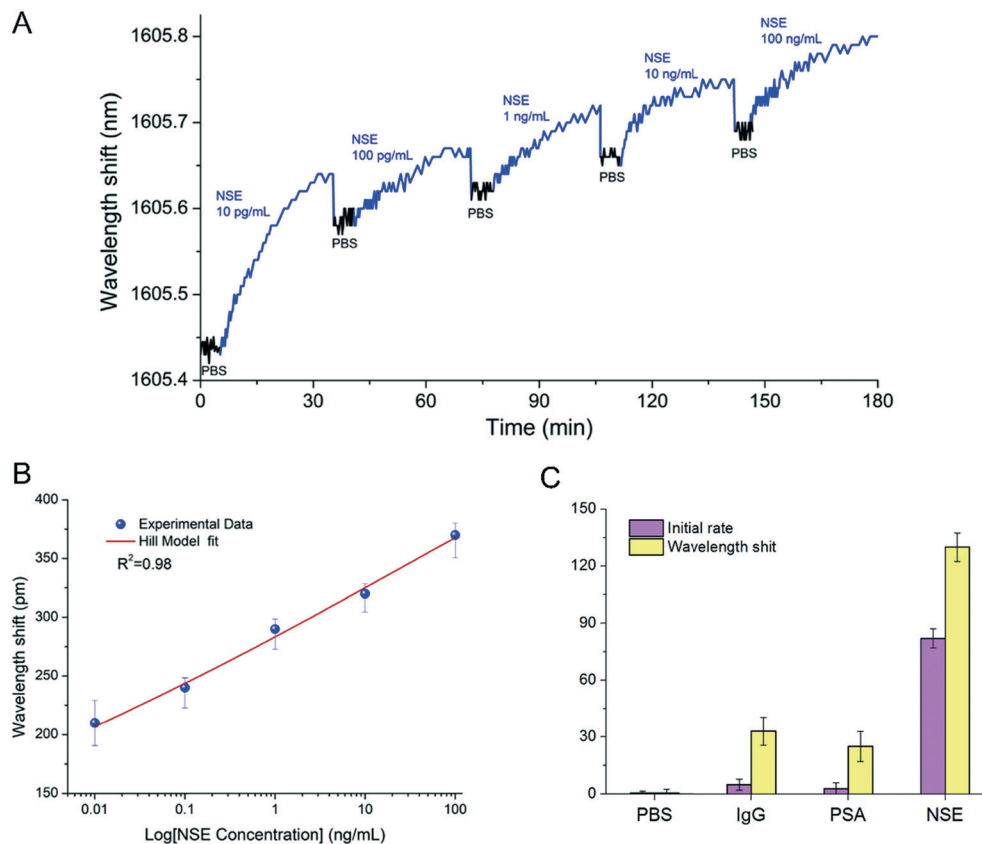 A
Wavelength shift (nm)
1605.8
1605.7
1605.6
1605.5
1605.4
NSE
10 pg/mL
NSE
100 pg/mL
NSE
1 ng/mL
NSE
10 ng/mL
NSE
100 ng/mL
PBS
PBS
PBS
PBS
PBS
0 30 60 90 120 150 180
Time (min)
B
Wavelength shift (pm)
400
350
300
250
200
150
Experimental Data
Hill Model fit
R²=0.98
0.01 0.1 1 10 100
Log[NSE Concentration] (ng/mL)
C
150
120
90
60
30
0
Initial rate
Wavelength shit
PBS IgG PSA NSE